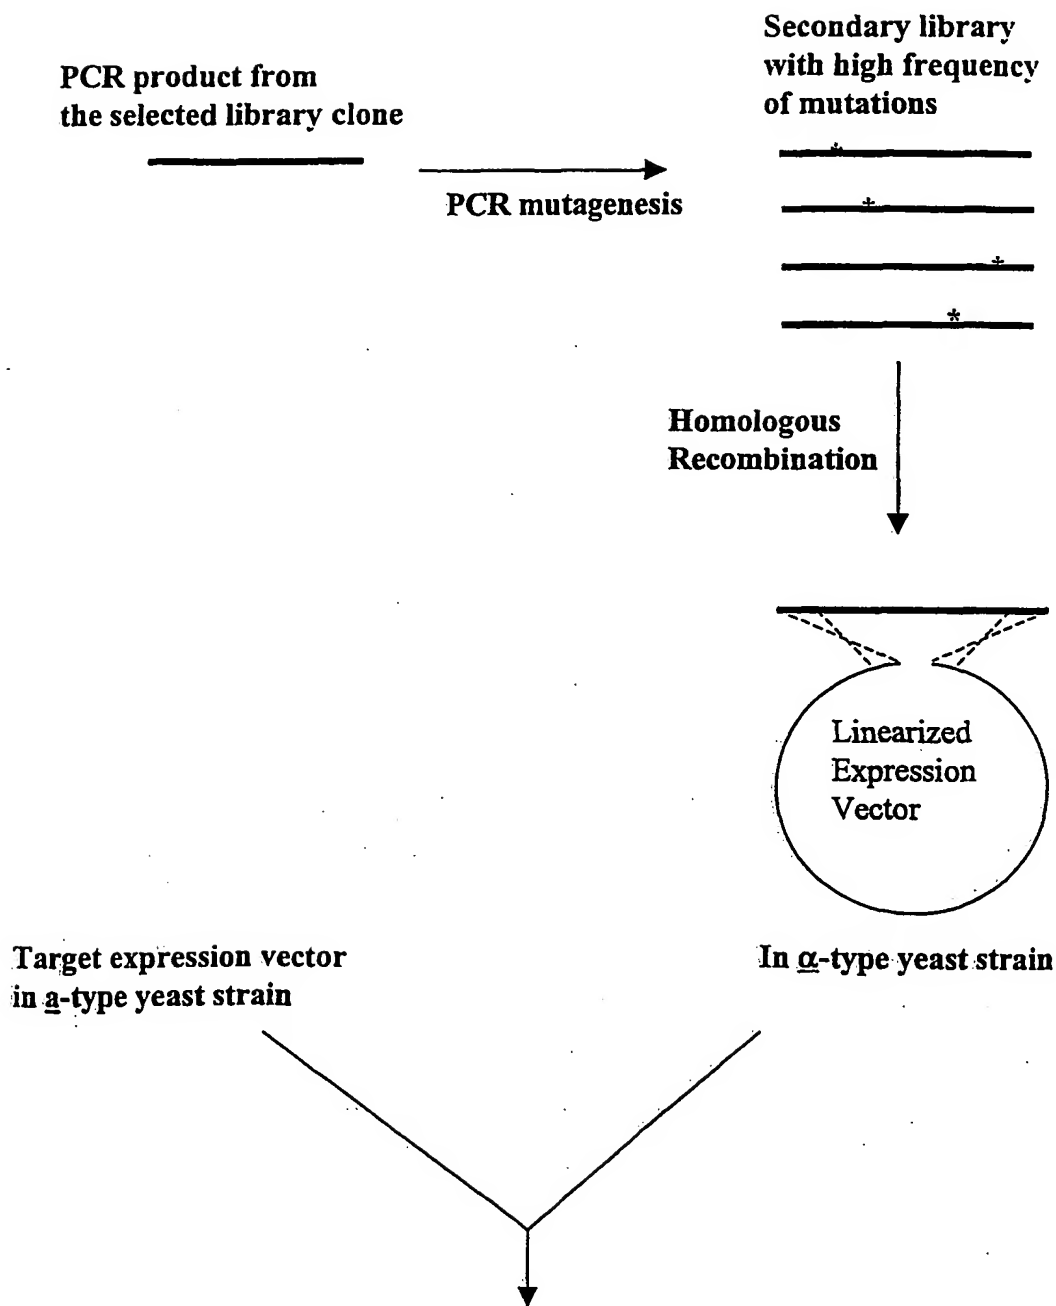 PCR product from
the selected library clone
PCR mutagenesis
Secondary library
with high frequency
of mutations
Homologous
Recombination
Linearized
Expression
Vector
Target expression vector
in a-type yeast strain
In α-type yeast strain